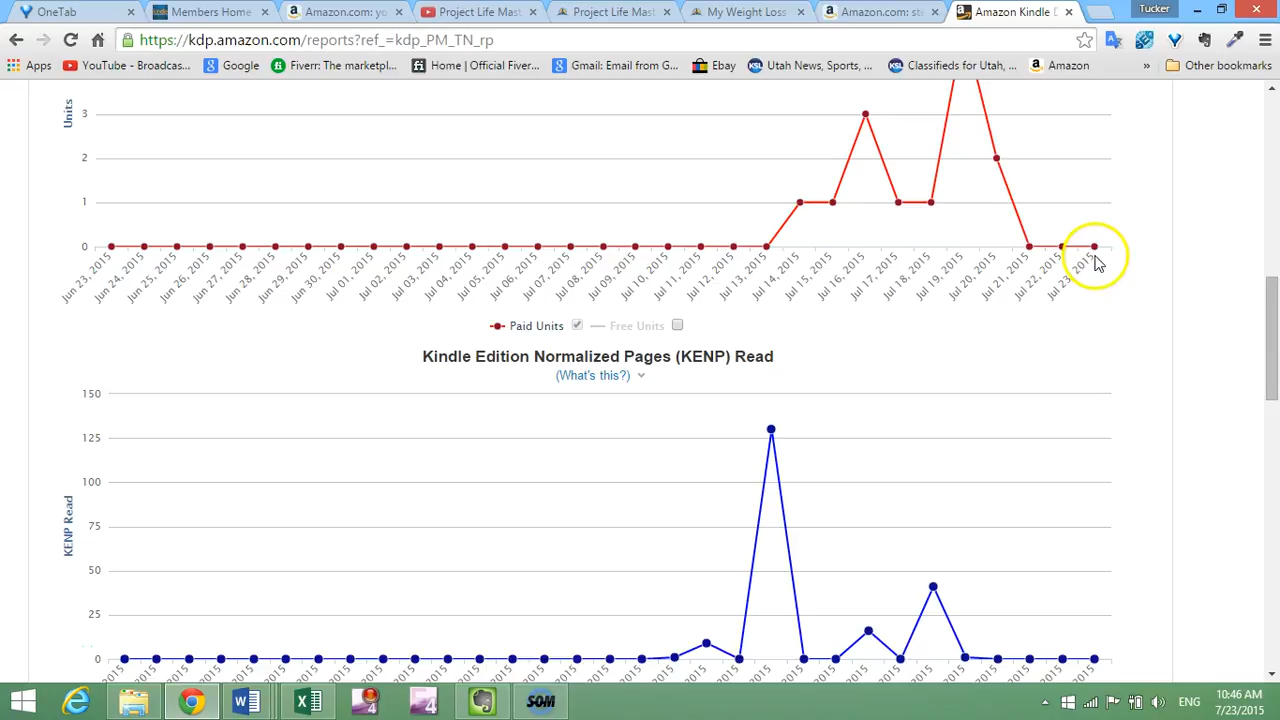 OneTab
Members Home
Amazon.com: yo
Project Life Mast
Project Life Mast
My Weight Loss
Amazon.com: ste
Amazon Kindle D
Tucker
https://kdp.amazon.com/reports?ref_=kdp_PM_TN_rp
Apps
YouTube - Broadcas...
Google
Fiverr: The marketpl...
Home | Official Fiver...
Gmail: Email from G...
Ebay
Utah News, Sports, ...
Classifieds for Utah, ...
Amazon
»
Other bookmarks
Units
3
2
1
0
Jun 23, 2015
Jun 24, 2015
Jun 25, 2015
Jun 26, 2015
Jun 27, 2015
Jun 28, 2015
Jun 29, 2015
Jun 30, 2015
Jul 01, 2015
Jul 02, 2015
Jul 03, 2015
Jul 04, 2015
Jul 05, 2015
Jul 06, 2015
Jul 07, 2015
Jul 08, 2015
Jul 09, 2015
Jul 10, 2015
Jul 11, 2015
Jul 12, 2015
Jul 13, 2015
Jul 14, 2015
Jul 15, 2015
Jul 16, 2015
Jul 17, 2015
Jul 18, 2015
Jul 19, 2015
Jul 20, 2015
Jul 21, 2015
Jul 22, 2015
Jul 23, 2015
Paid Units
Free Units
Kindle Edition Normalized Pages (KENP) Read
(What's this?)
KENP Read
150
125
100
75
50
25
0
SOM
ENG
10:46 AM
7/23/2015